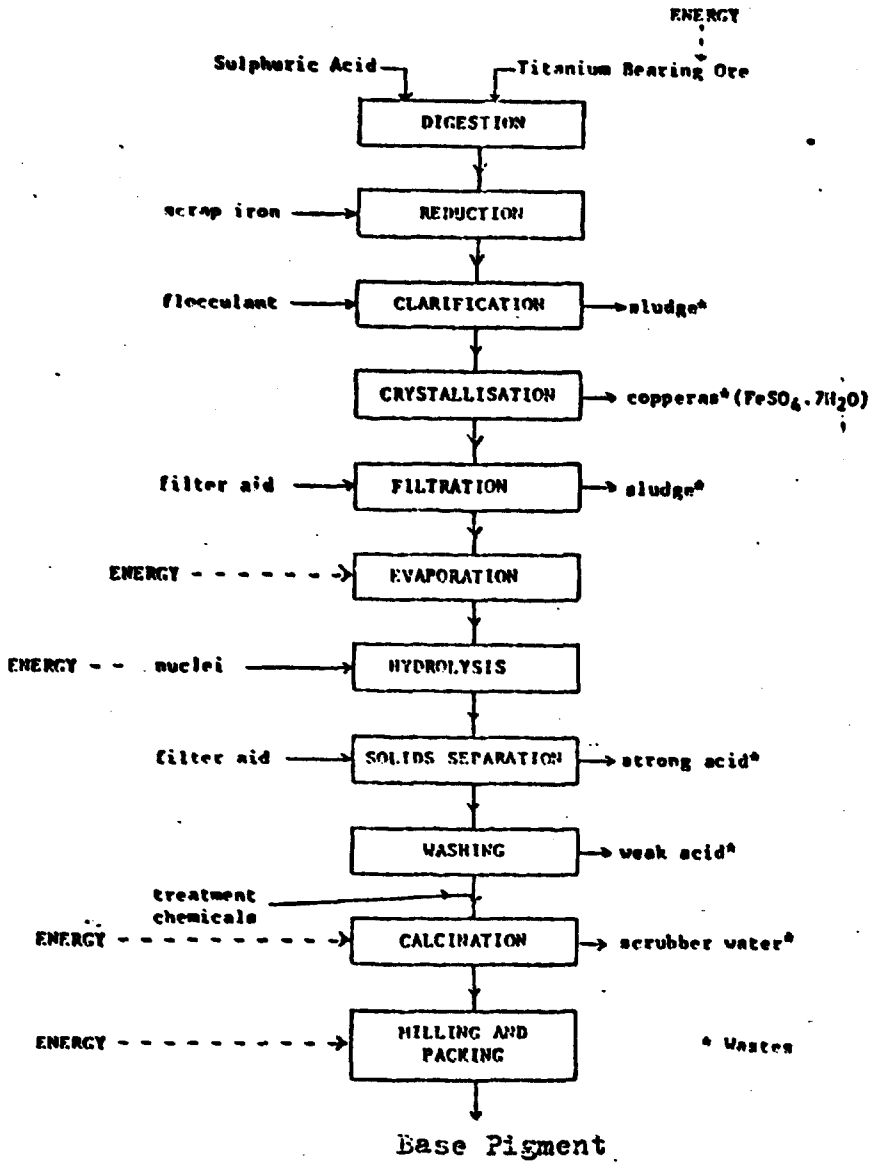 ENERGY
Sulphuric Acid
Titanium Bearing Ore
DIGESTION
scrap iron
REDUCTION
flocculant
CLARIFICATION
sludge*
CRYSTALLISATION
copperas* (FeSO₄.7H₂O)
filter aid
FILTRATION
sludge*
ENERGY
EVAPORATION
ENERGY
nuclei
HYDROLYSIS
filter aid
SOLIDS SEPARATION
strong acid*
WASHING
weak acid*
treatment
chemicals
ENERGY
CALCINATION
scrubber water*
ENERGY
MILLING AND
PACKING
* Wastes
Base Pigment